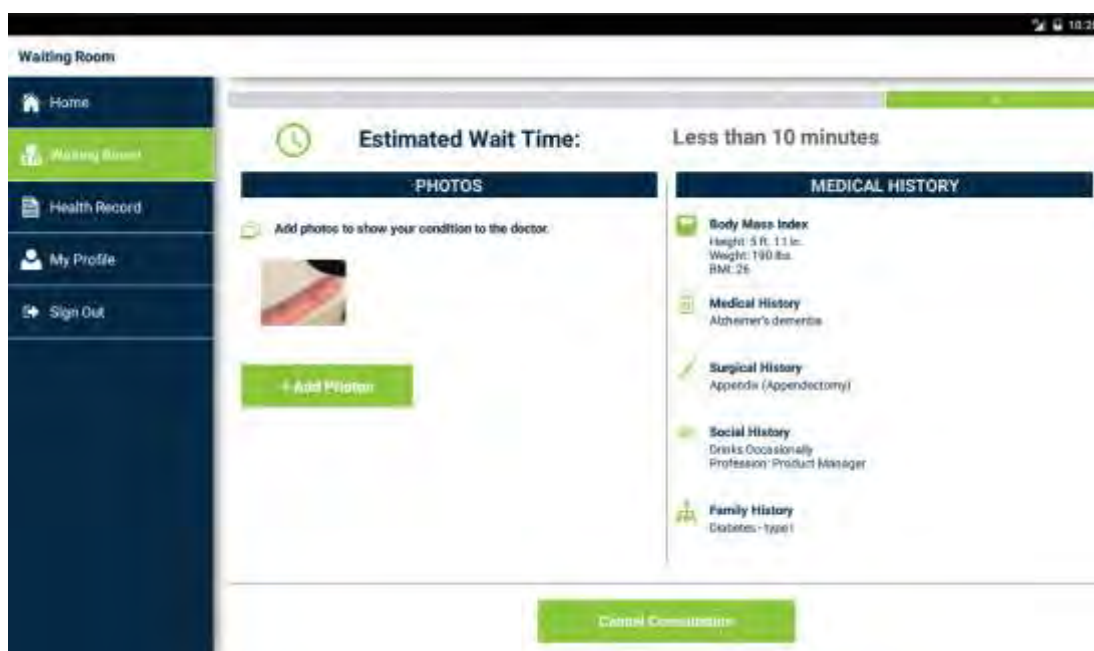 10:25
Waiting Room
Home
Waiting Room
Health Record
My Profile
Sign Out
Estimated Wait Time:
Less than 10 minutes
PHOTOS
Add photos to show your condition to the doctor.
+ Add Photos
MEDICAL HISTORY
Body Mass Index
Height: 5 ft. 11 in.
Weight: 190 lbs.
BMI: 26
Medical History
Alzheimer's dementia
Surgical History
Appendix (Appendectomy)
Social History
Drinks Occasionally
Profession: Product Manager
Family History
Diabetes - type I
Cancel Consultation